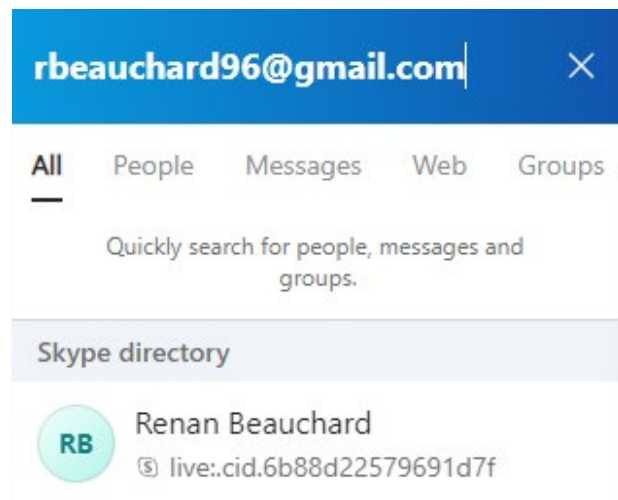 rbeauchard96@gmail.com
All People Messages Web Groups
Quickly search for people, messages and
groups.
Skype directory
RB
Renan Beauchard
live:.cid.6b88d22579691d7f